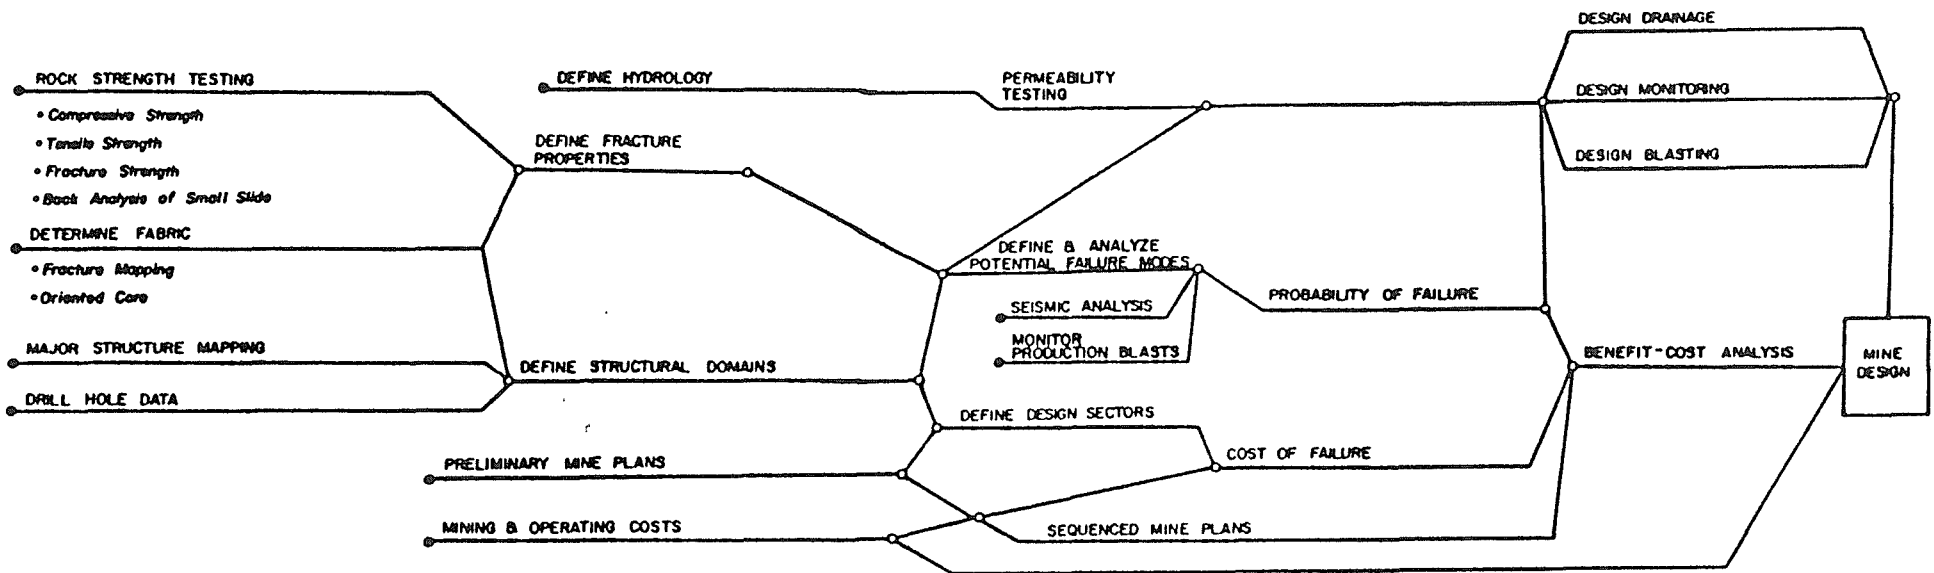 DESIGN DRAINAGE
ROCK STRENGTH TESTING
DEFINE HYDROLOGY
PERMEABILITY
TESTING
DESIGN MONITORING
• Compressive Strength
• Tensile Strength
• Fracture Strength
• Back Analysis of Small Slide
DEFINE FRACTURE
PROPERTIES
DESIGN BLASTING
DETERMINE FABRIC
• Fracture Mapping
• Oriented Core
DEFINE & ANALYZE
POTENTIAL FAILURE MODES
SEISMIC ANALYSIS
PROBABILITY OF FAILURE
MONITOR
PRODUCTION BLASTS
MAJOR STRUCTURE MAPPING
DEFINE STRUCTURAL DOMAINS
BENEFIT-COST ANALYSIS
MINE
DESIGN
DRILL HOLE DATA
DEFINE DESIGN SECTORS
PRELIMINARY MINE PLANS
COST OF FAILURE
MINING & OPERATING COSTS
SEQUENCED MINE PLANS